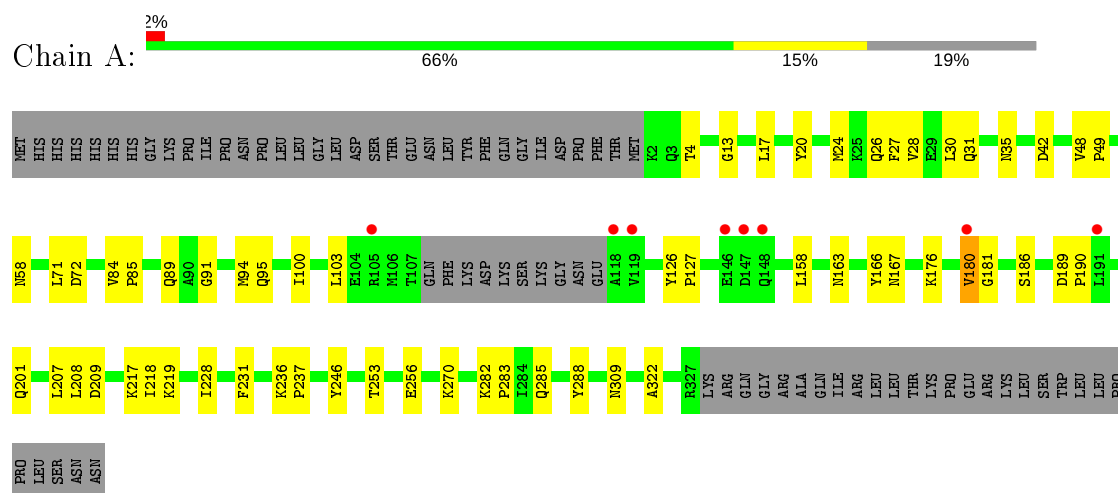 2%
Chain A:
66% 15% 19%
MET HIS HIS HIS HIS HIS HIS GLY LYS PRO ILE PRO ASN PRO LEU LEU GLY LEU ASP SER THR GLU ASN LEU TYR PHE GLN GLY ILE ASP PRO PHE THR MET K2 Q3 T4 G13 L17 Y20 M24 K25 Q26 F27 V28 E29 L30 Q31 N35 D42 V48 P49
N58 L71 D72 V84 P85 Q89 A90 G91 M94 Q95 I100 L103 E104 R105 M106 T107 GLN PHE LYS ASP LYS SER LYS GLY ASN GLU A118 V119 Y126 P127 E146 D147 Q148 L158 N163 Y166 N167 K176 V180 G181 S186 D189 P190 L191
Q201 L207 L208 D209 K217 I218 K219 I228 F231 K236 P237 Y246 T253 E256 K270 K282 P283 I284 Q285 Y288 N309 A322 R327 LYS ARG GLN GLY ARG ALA GLN ILE ARG LEU LEU THR LYS PRO GLU ARG LYS LEU SER TRP LEU LEU PRO
PRO LEU SER ASN ASN